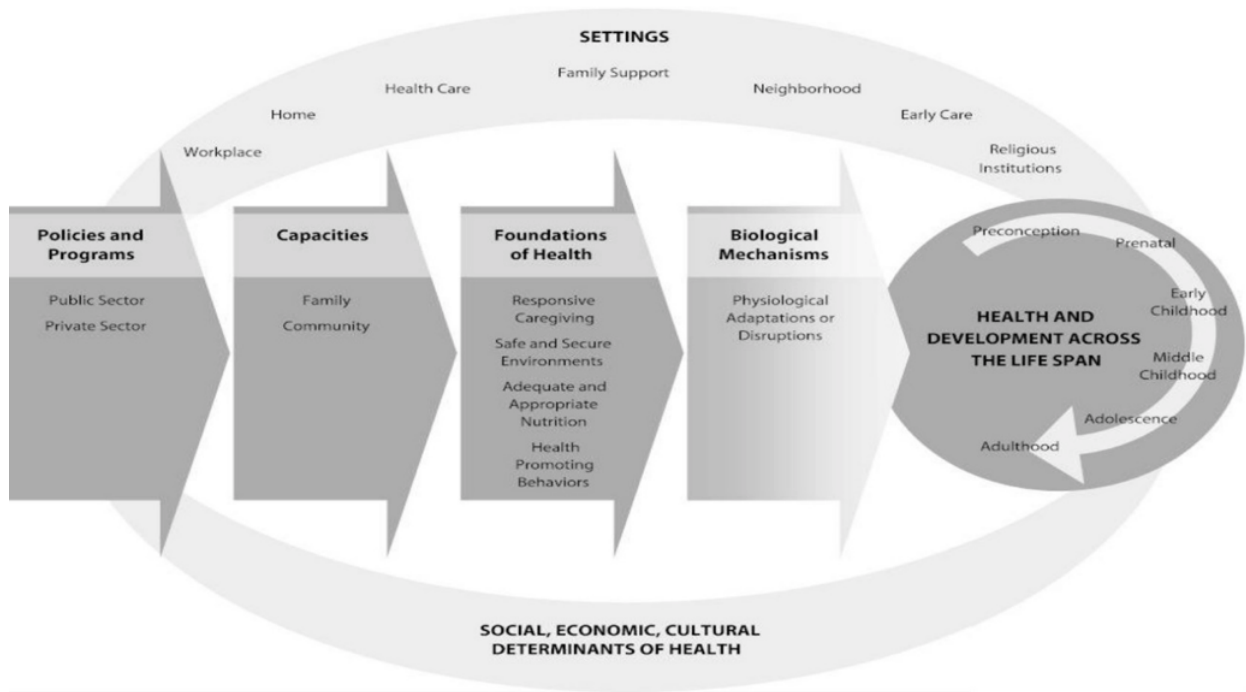 SETTINGS
Family Support
Health Care
Neighborhood
Home
Early Care
Workplace
Religious
Institutions
Policies and
Programs
Public Sector
Private Sector
Capacities
Family
Community
Foundations
of Health
Responsive
Caregiving
Safe and Secure
Environments
Adequate and
Appropriate
Nutrition
Health
Promoting
Behaviors
Biological
Mechanisms
Physiological
Adaptations or
Disruptions
HEALTH AND
DEVELOPMENT ACROSS
THE LIFE SPAN
Preconception
Prenatal
Early
Childhood
Middle
Childhood
Adolescence
Adulthood
SOCIAL, ECONOMIC, CULTURAL
DETERMINANTS OF HEALTH